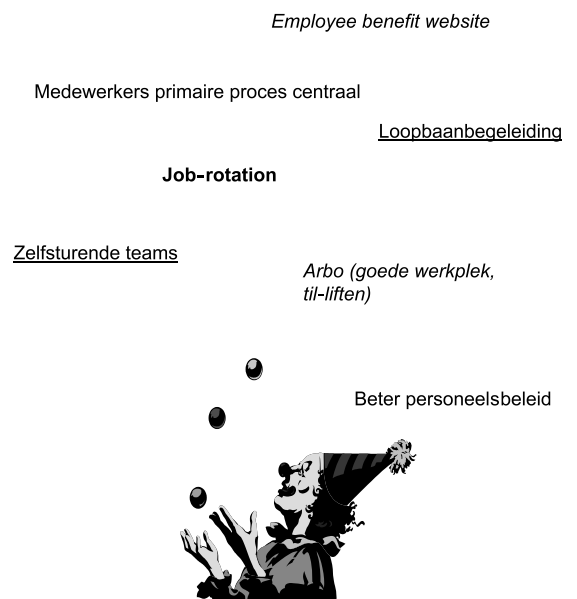 Employee benefit website
Medewerkers primaire proces centraal
Loopbaanbegeleiding
Job-rotation
Zelfsturende teams
Arbo (goede werkplek,
til-liften)
Beter personeelsbeleid